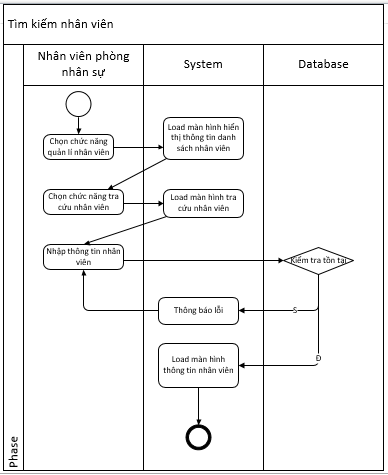 Tìm kiếm nhân viên
Nhân viên phòng
nhân sự
System
Database
Chọn chức năng
quản lí nhân viên
Load màn hình hiển
thị thông tin danh
sách nhân viên
Chọn chức năng tra
cứu nhân viên
Load màn hình tra
cứu nhân viên
Nhập thông tin nhân
viên
Kiểm tra tồn tại
Thông báo lỗi
S
Load màn hình
thông tin nhân viên
Đ
Phase